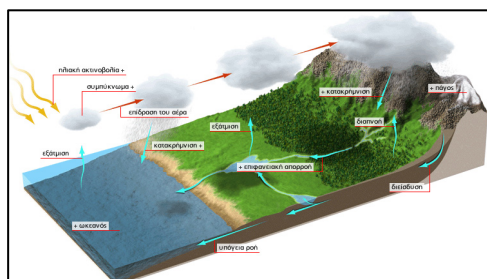 ηλιακή ακτινοβολία +
συμπύκνωμα +
επίδραση του αέρα
+ κατακρήμνιση
+ πάγος
εξάτμιση
διαπνοή
εξάτμιση
κατακρήμνιση +
+ επιφανειακή απορροή
διείσδυση
+ ωκεανός
υπόγεια ροή